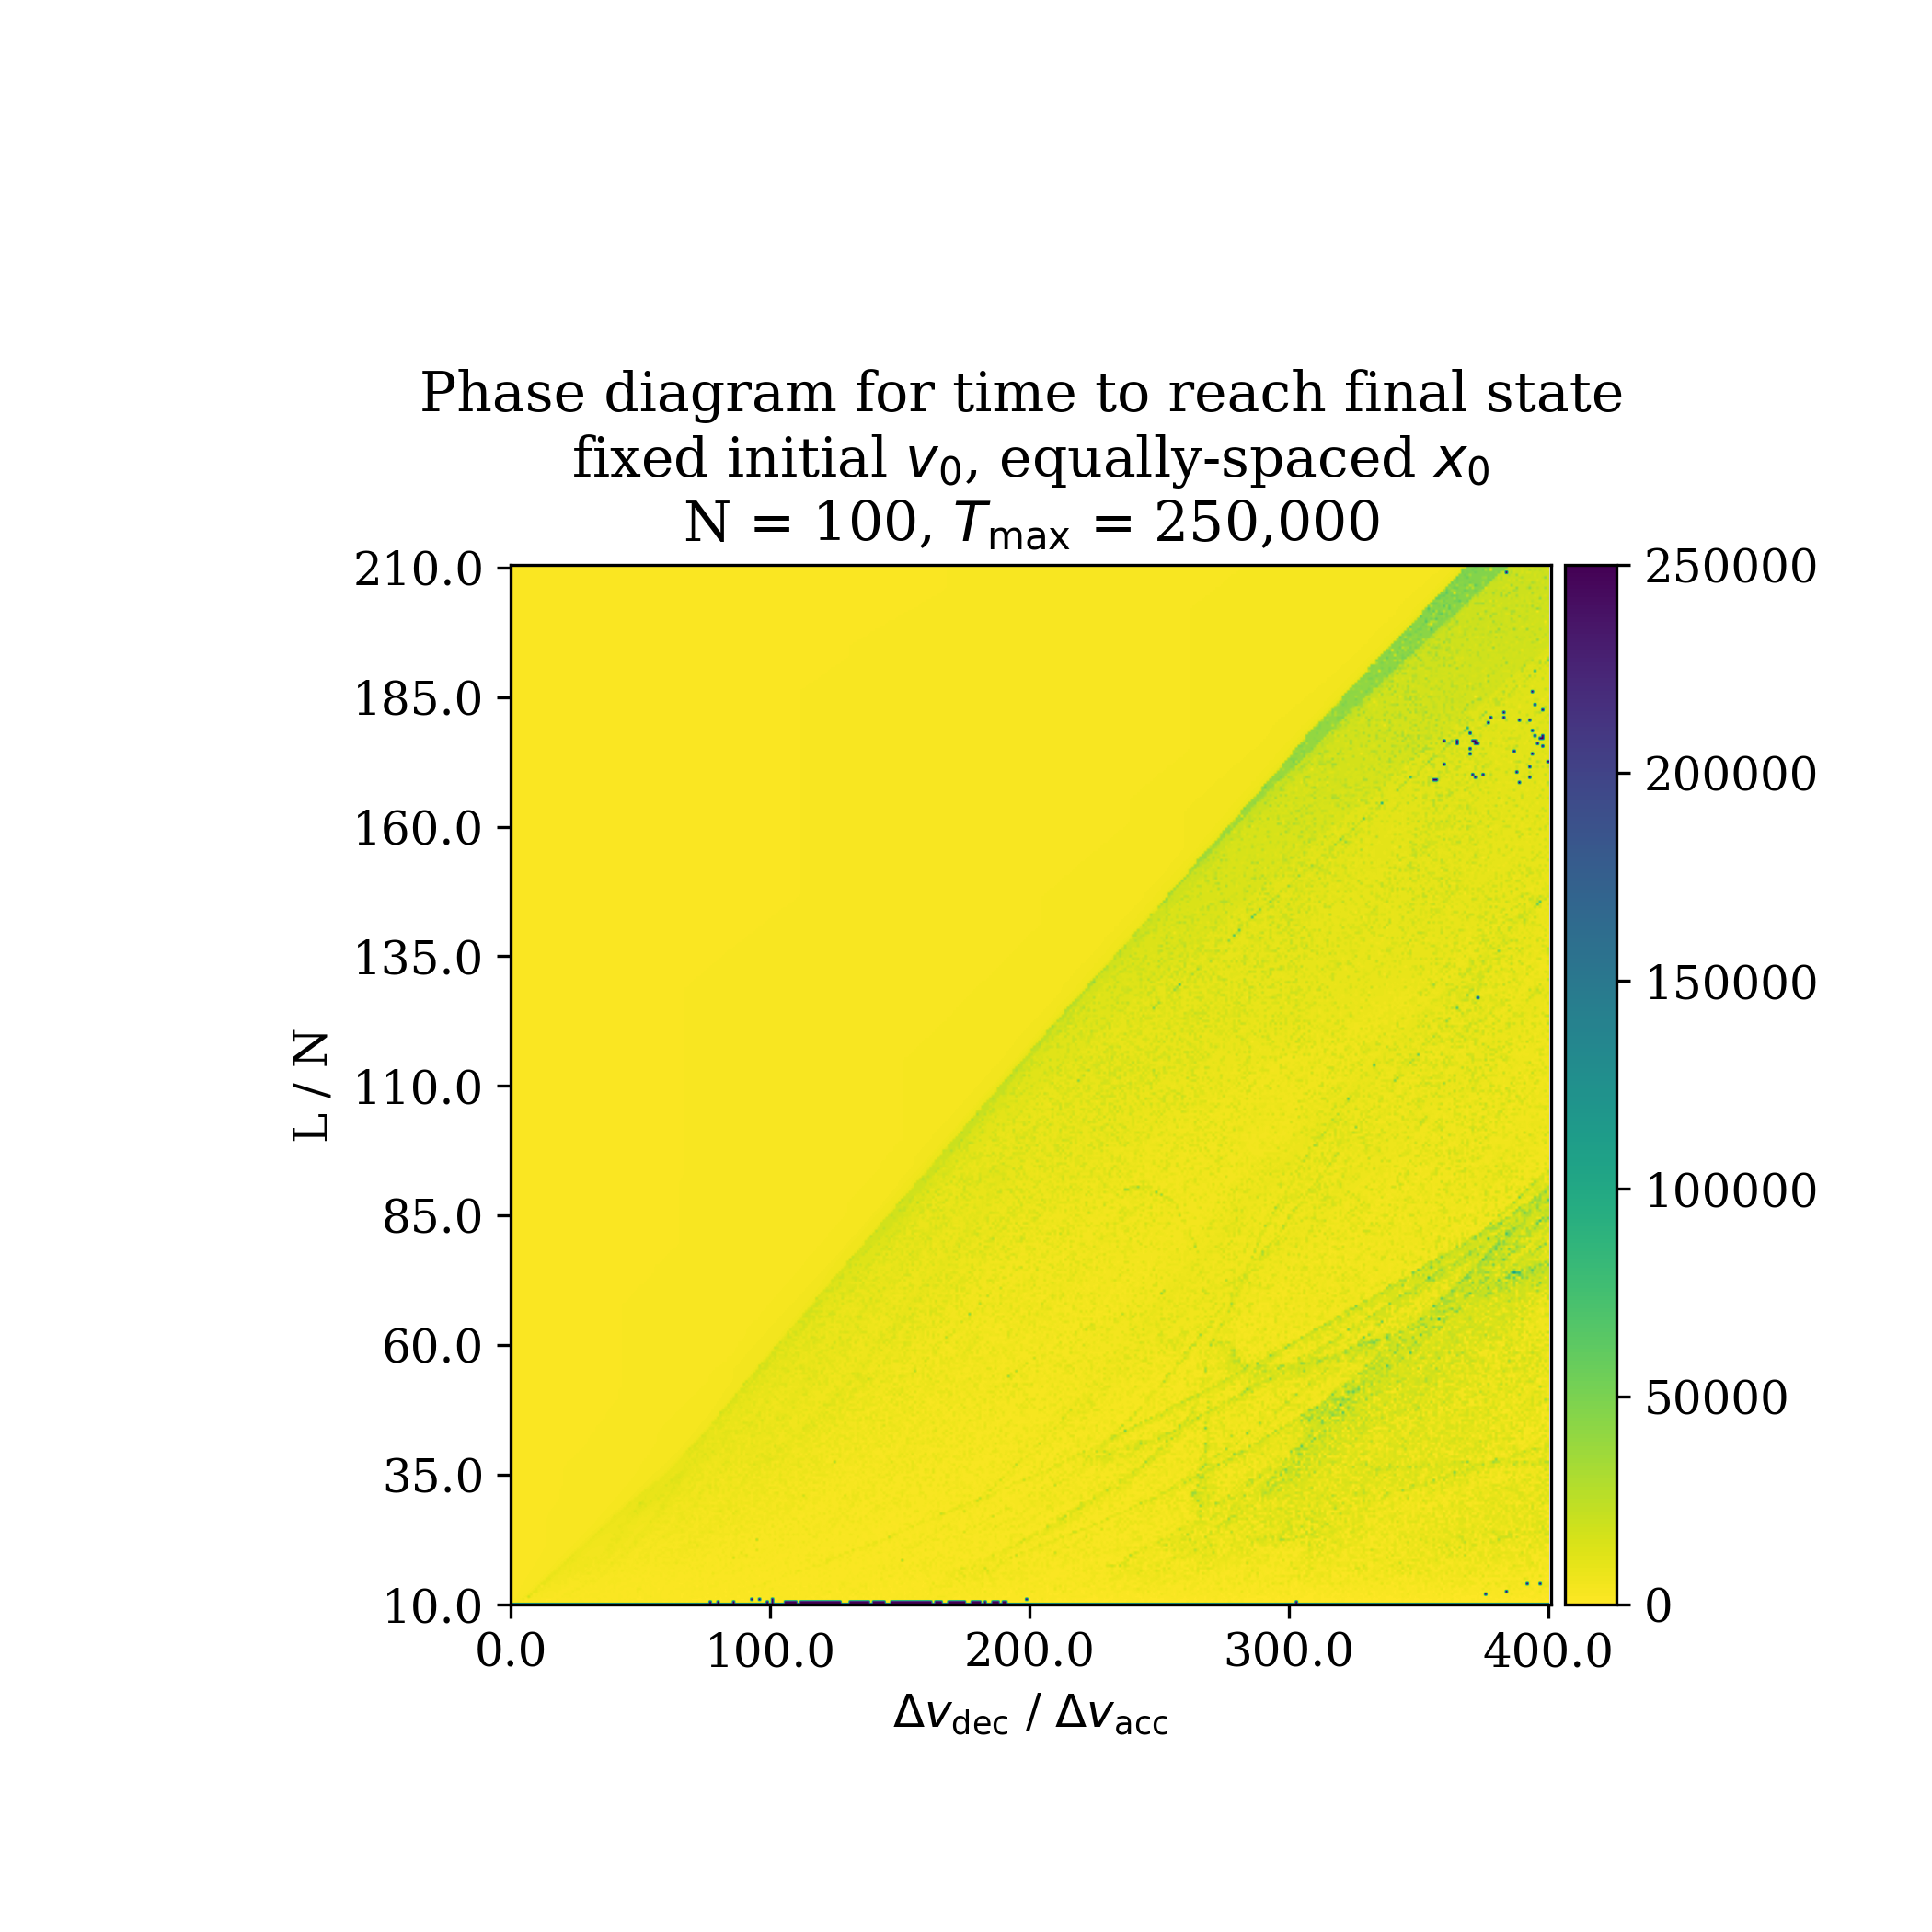 Phase diagram for time to reach final state
fixed initial v₀, equally-spaced x₀
N = 100, Tₘₐₓ = 250,000
210.0
185.0
160.0
135.0
110.0
85.0
60.0
35.0
10.0
L / N
0.0 100.0 200.0 300.0 400.0
Δv_dec / Δv_acc
250000
200000
150000
100000
50000
0